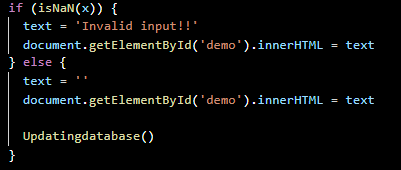 if (isNaN(x)) {
  text = 'Invalid input!!'
  document.getElementById('demo').innerHTML = text
} else {
  text = ''
  document.getElementById('demo').innerHTML = text

  Updatingdatabase()
}